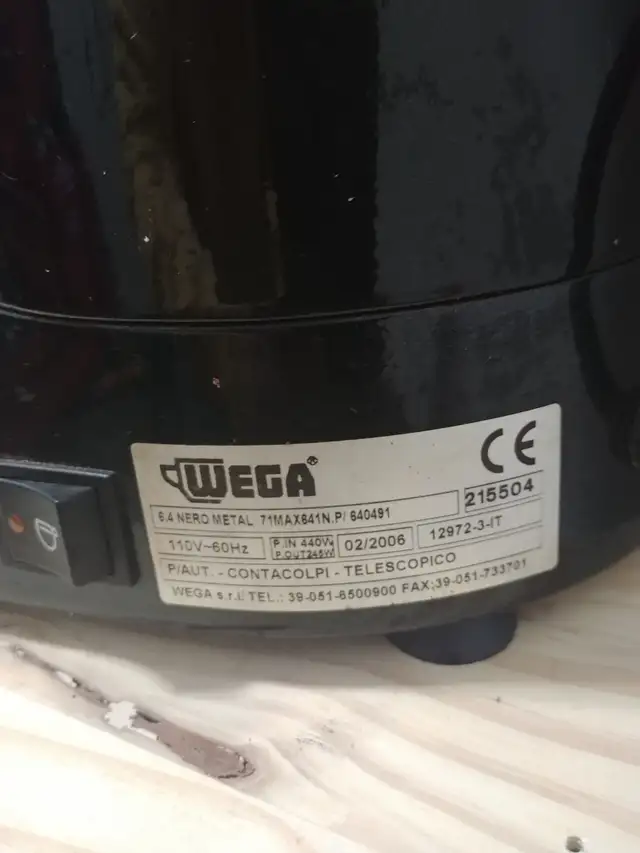 WEGA®
CE
6.4 NERO METAL 71MAX641N.P/ 640491
215504
110V~60Hz
P.IN 440W
P.OUT245W
02/2006
12972-3-IT
P/AUT. - CONTACOLPI - TELESCOPICO
WEGA s.r.l. TEL.: 39-051-6500900 FAX;39-051-733701